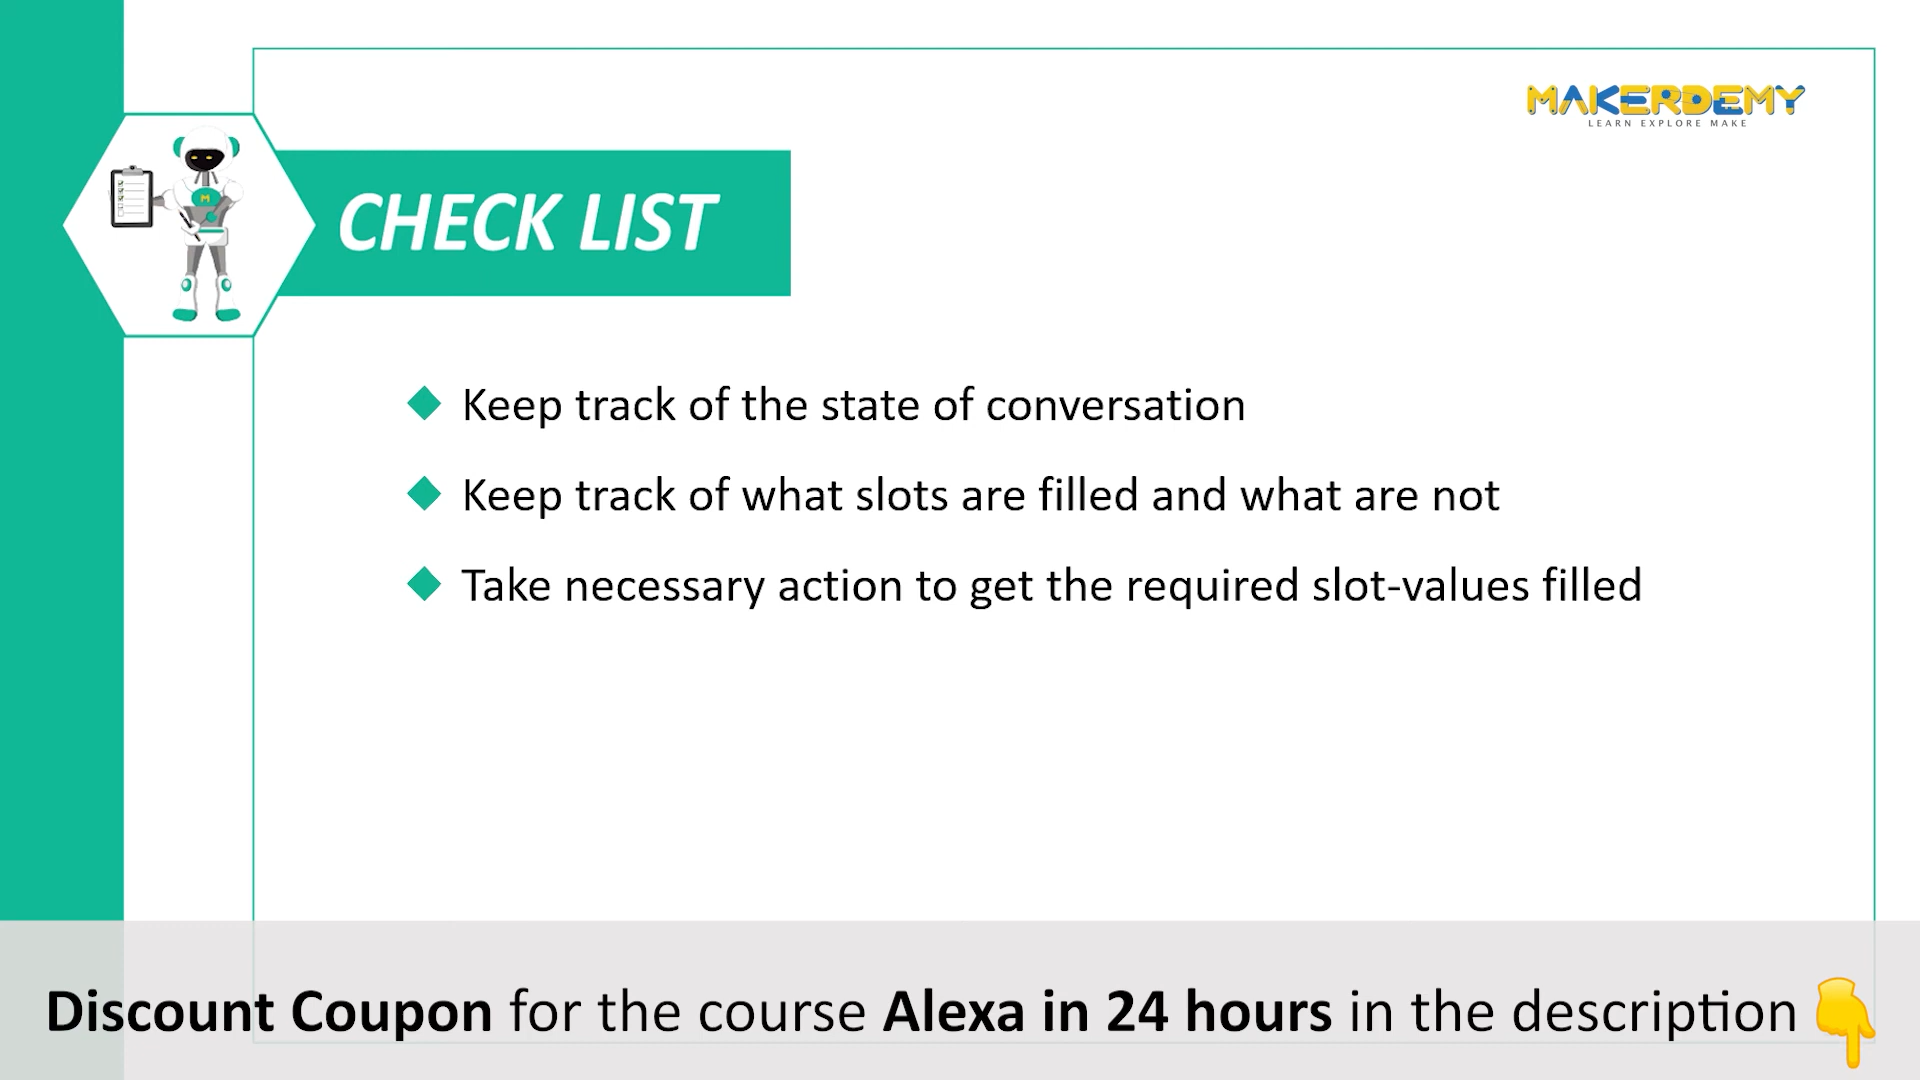 MAKERDEMY
LEARN EXPLORE MAKE
M
CHECK LIST
Keep track of the state of conversation
Keep track of what slots are filled and what are not
Take necessary action to get the required slot-values filled
Discount Coupon for the course Alexa in 24 hours in the description